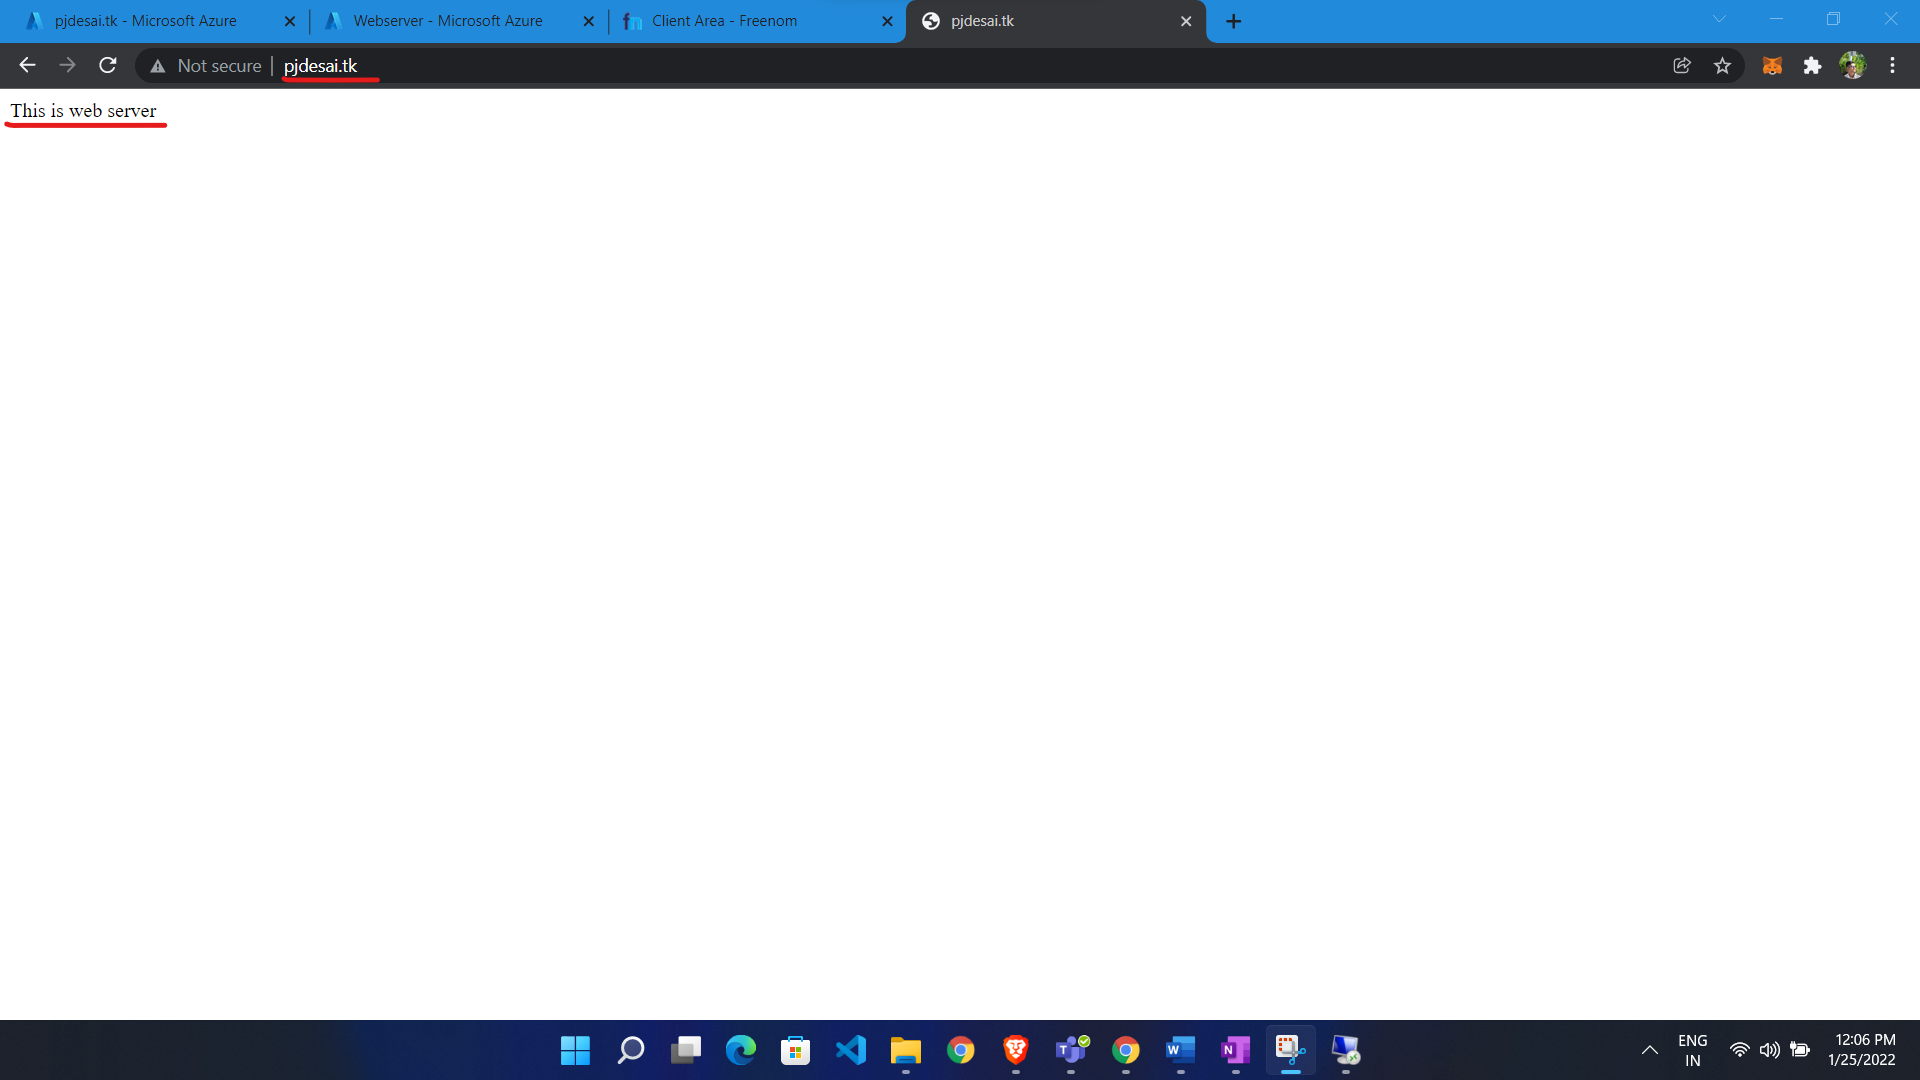 pjdesai.tk - Microsoft Azure
Webserver - Microsoft Azure
Client Area - Freenom
pjdesai.tk
Not secure
pjdesai.tk
This is web server
ENG
IN
12:06 PM
1/25/2022